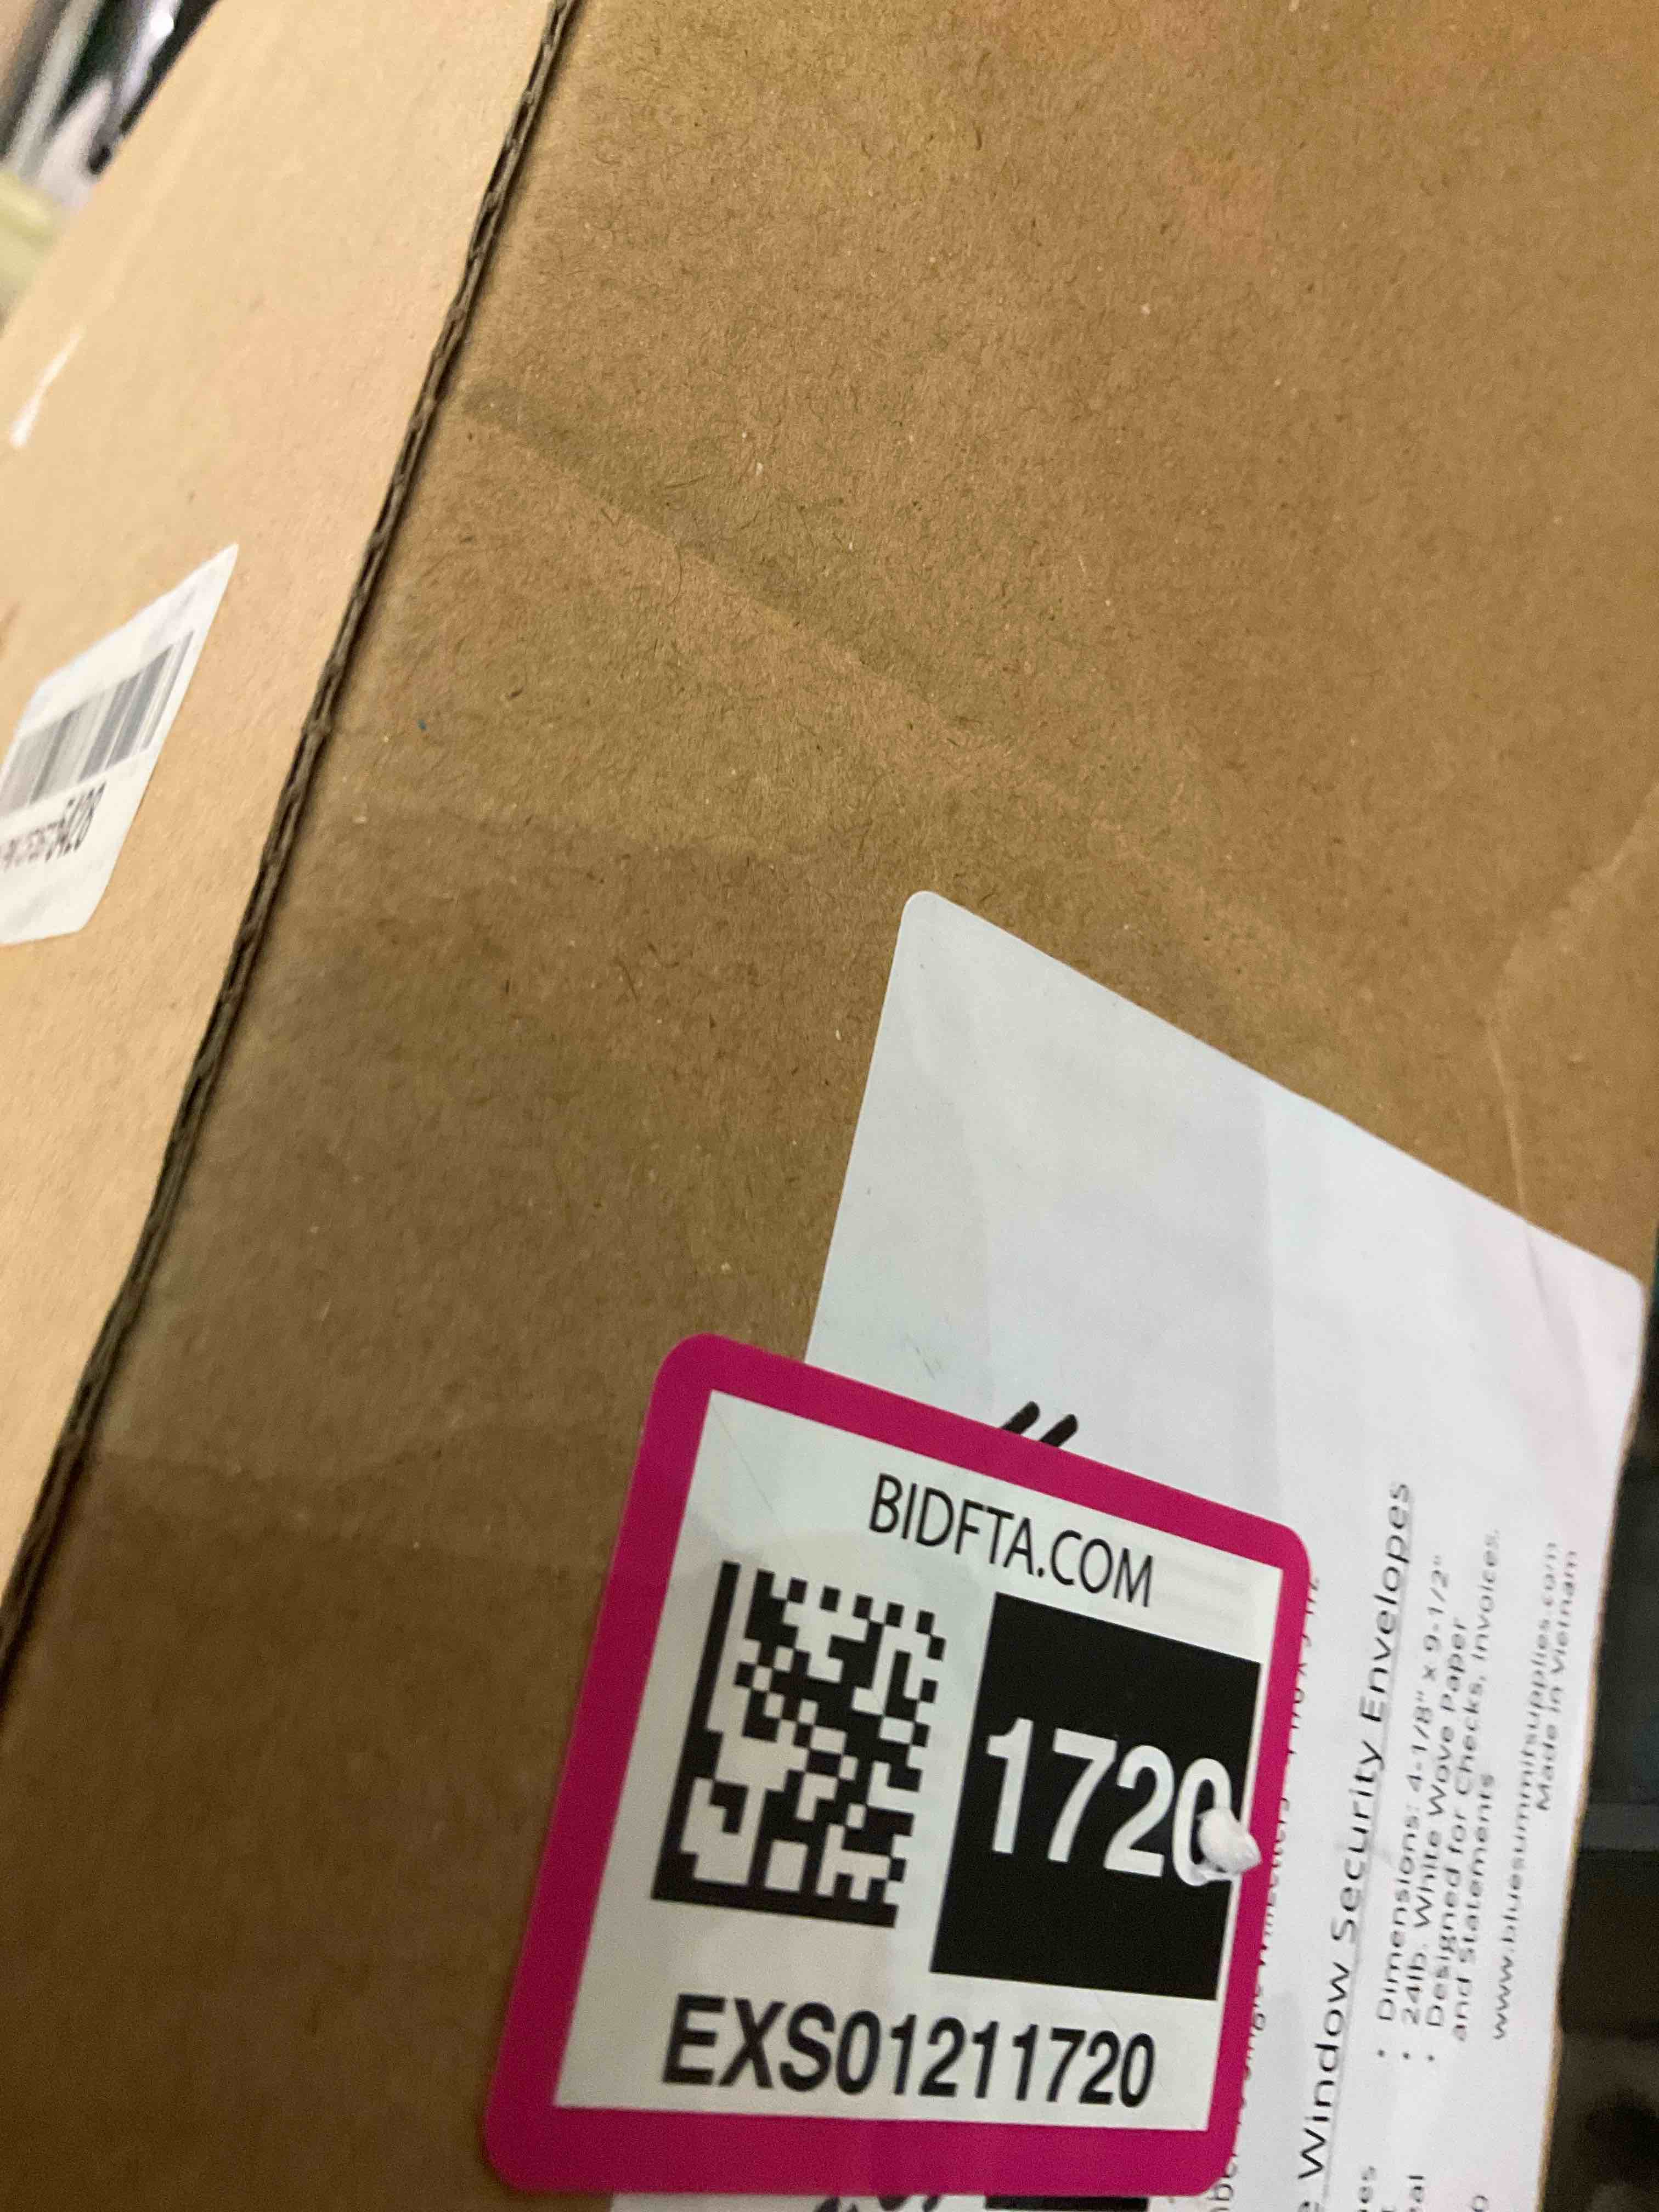 BIDFTA.COM
1720
EXS01211720
Window Security Envelopes
• Dimensions: 4-1/8" x 9-1/2"
• 24lb. White Wove Paper
• Designed for Checks, Invoices,
and Statements
www.bluesummitsupplies.com
Made in Vietnam
5428